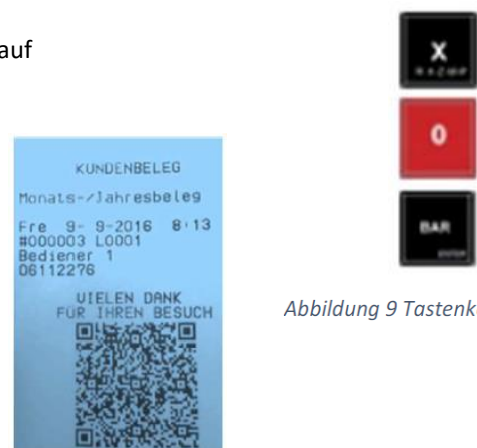 auf
X
0
BAR
KUNDENBELEG
Monats-/Jahresbeleg
Fre 9- 9-2016 8:13
#000003 L0001
Bediener 1
06112276
VIELEN DANK
FÜR IHREN BESUCH
Abbildung 9 Tastenk